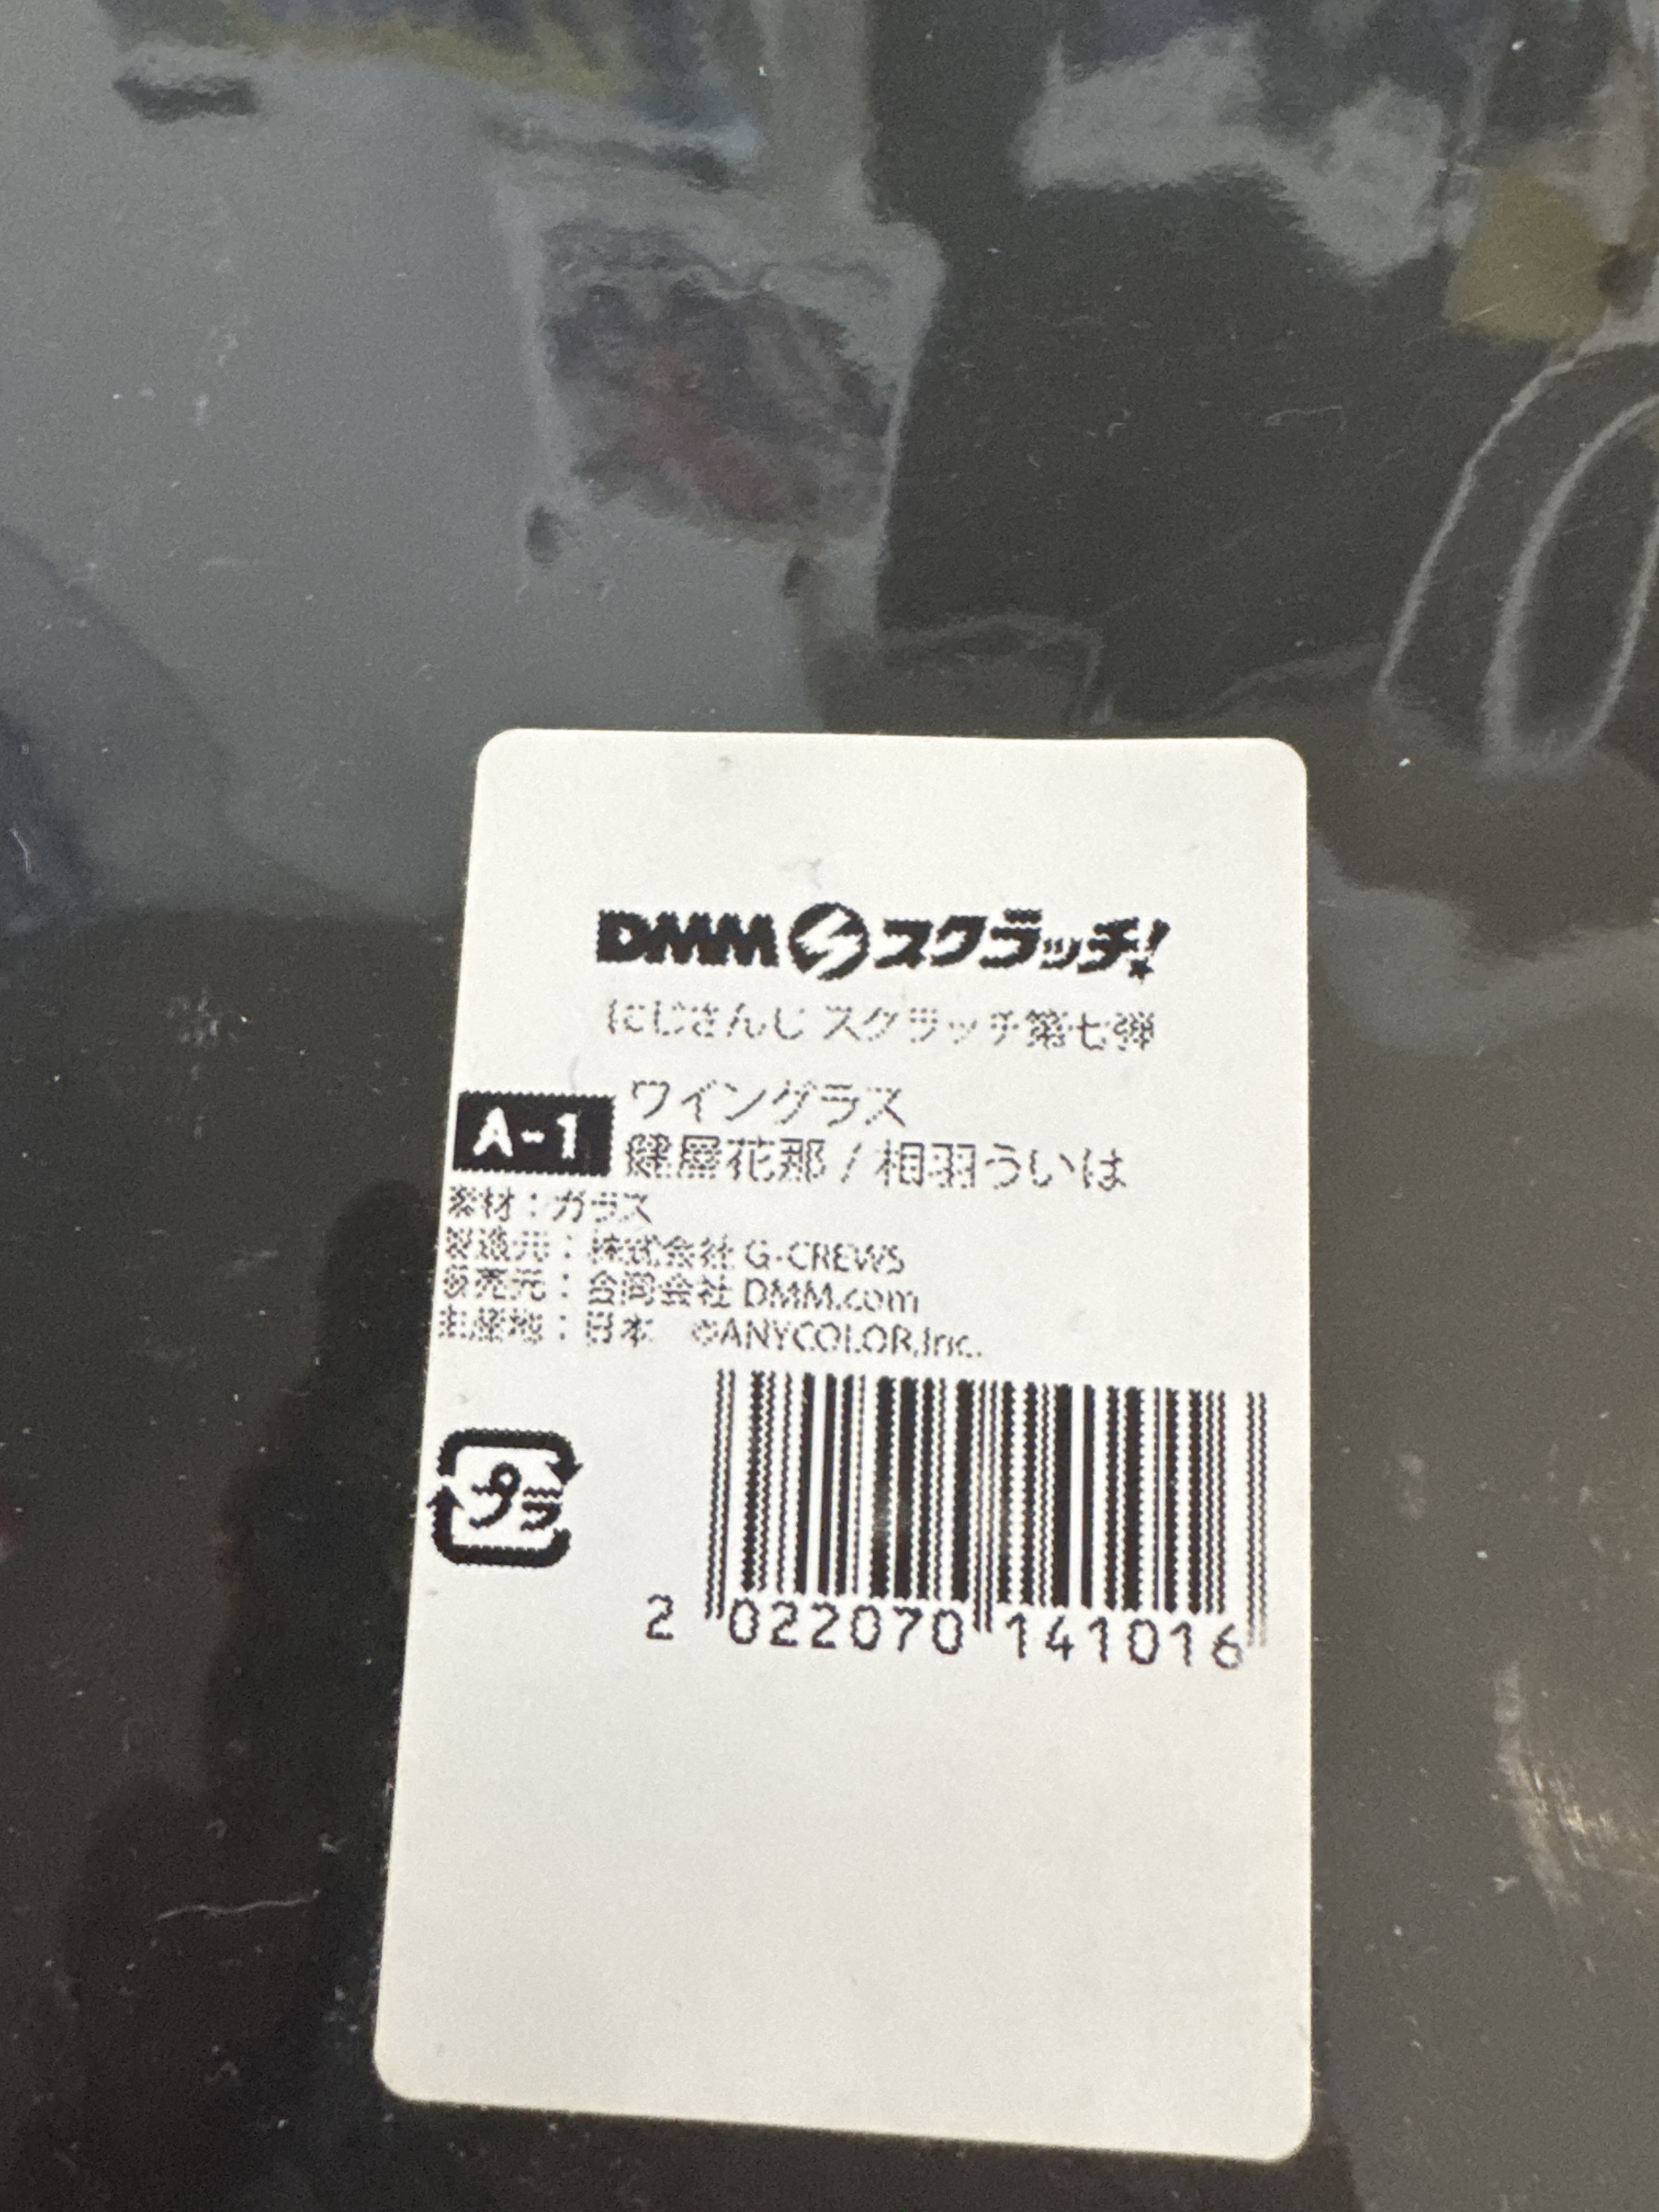 DMM スクラッチ!
にじさんじ スクラッチ第七弾
A-1
ワイングラス
健屋花那 / 相羽ういは
素材：ガラス
製造元：株式会社 G-CREWS
販売元：合同会社 DMM.com
生産地：日本 ©ANYCOLOR,Inc.
プラ
2 022070 141016